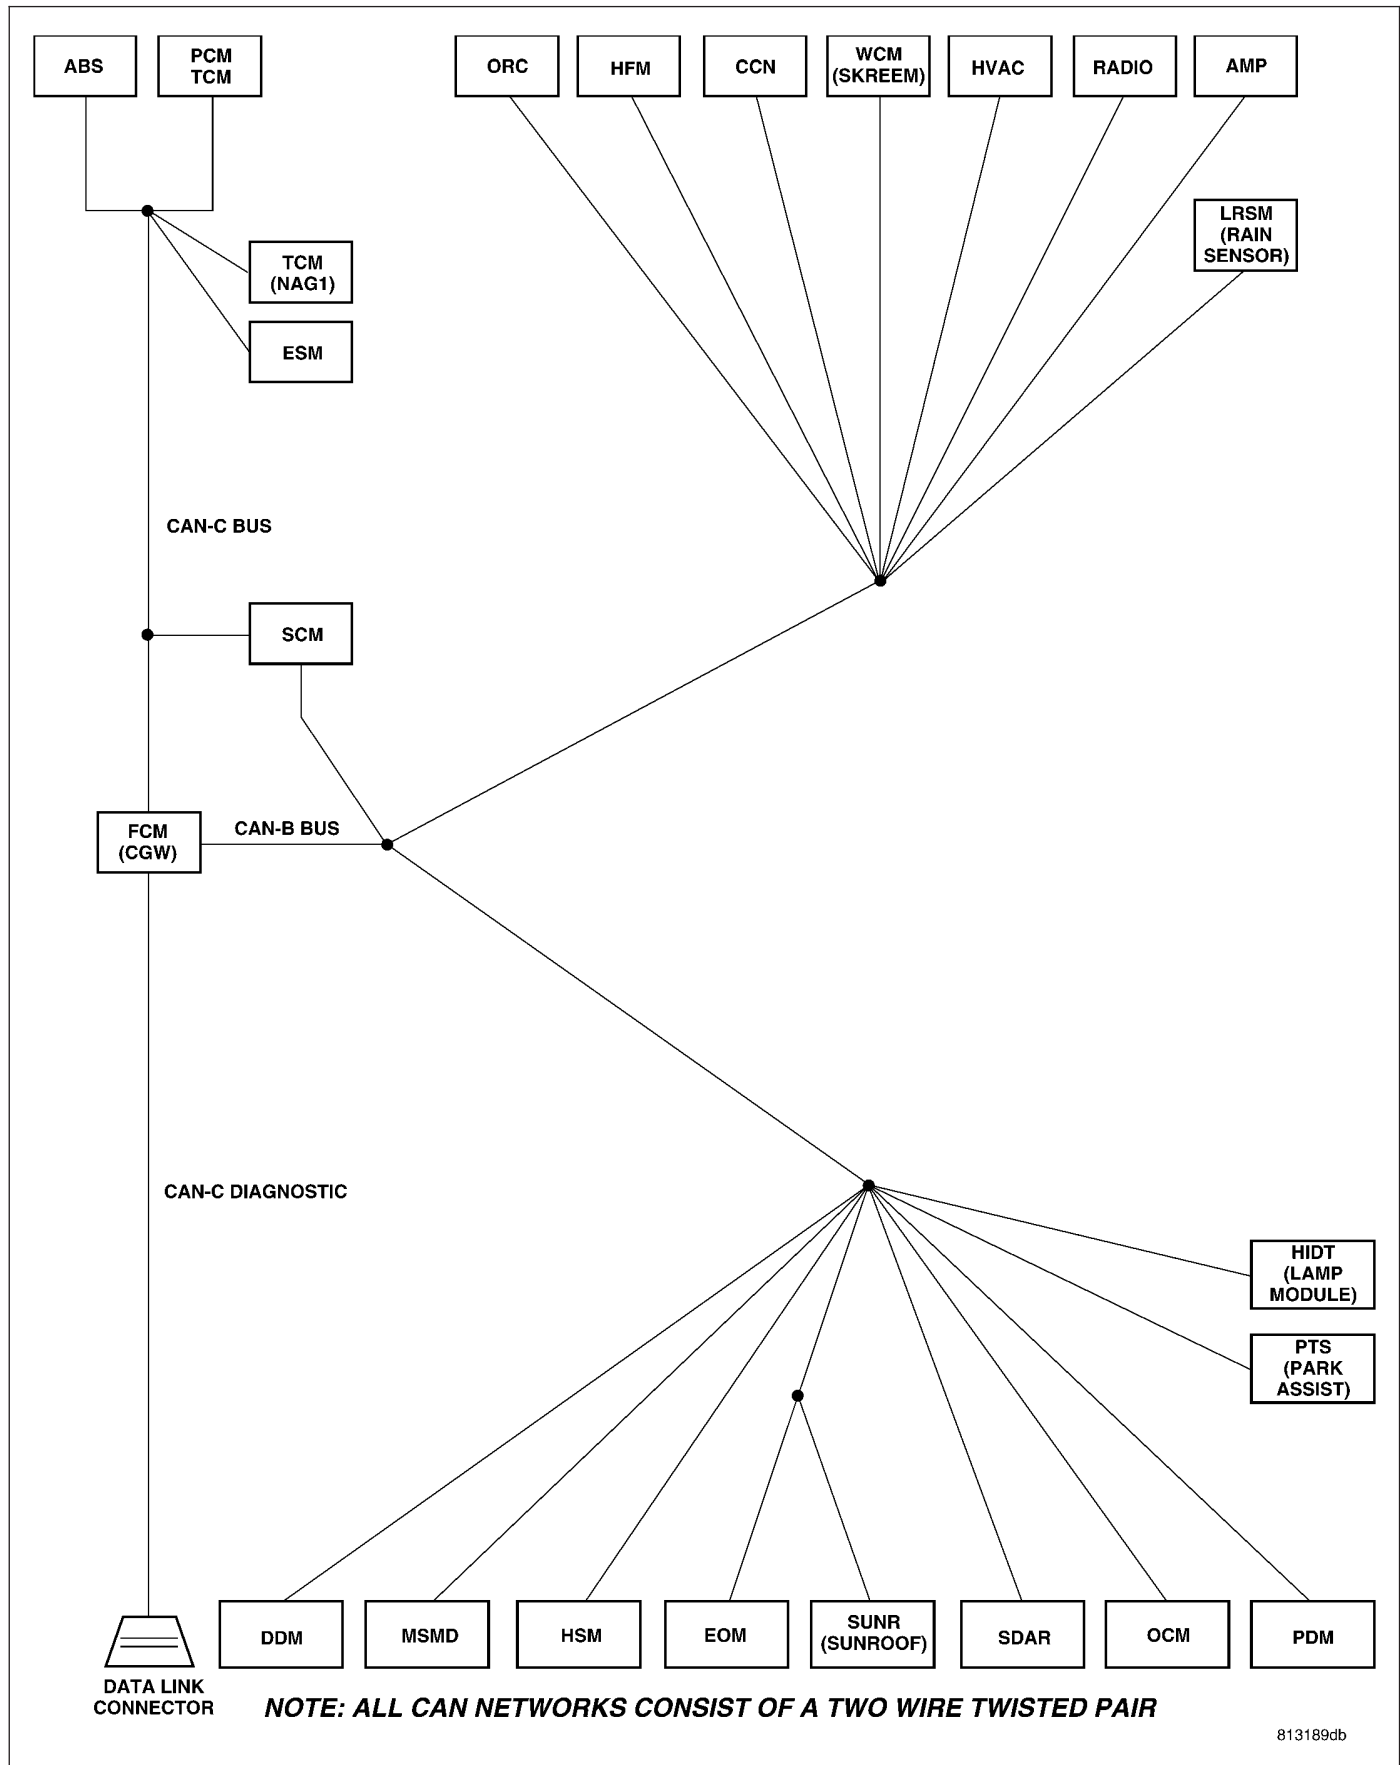 ABS
PCM
TCM
ORC
HFM
CCN
WCM
(SKREEM)
HVAC
RADIO
AMP
LRSM
(RAIN
SENSOR)
TCM
(NAG1)
ESM
CAN-C BUS
SCM
FCM
(CGW)
CAN-B BUS
CAN-C DIAGNOSTIC
HIDT
(LAMP
MODULE)
PTS
(PARK
ASSIST)
DDM
MSMD
HSM
EOM
SUNR
(SUNROOF)
SDAR
OCM
PDM
DATA LINK
CONNECTOR
NOTE: ALL CAN NETWORKS CONSIST OF A TWO WIRE TWISTED PAIR
813189db